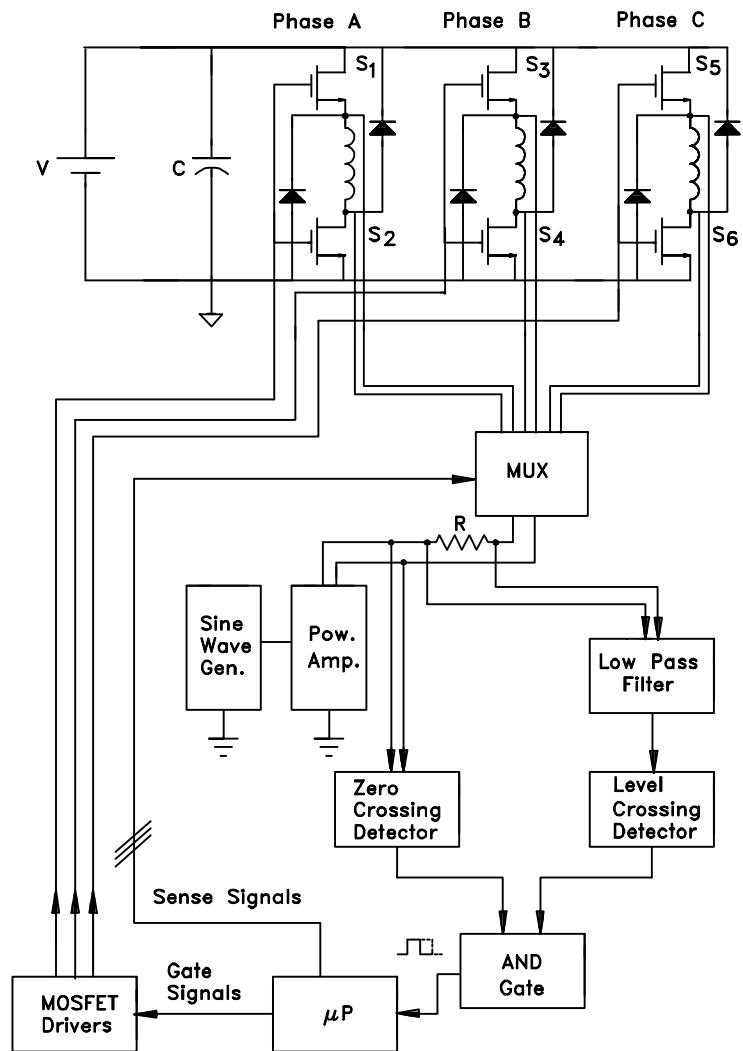 Phase A
Phase B
Phase C
S1
S3
S5
V
C
S2
S4
S6
MUX
R
Sine
Wave
Gen.
Pow.
Amp.
Low Pass
Filter
Zero
Crossing
Detector
Level
Crossing
Detector
Sense Signals
Gate
Signals
AND
Gate
MOSFET
Drivers
μP